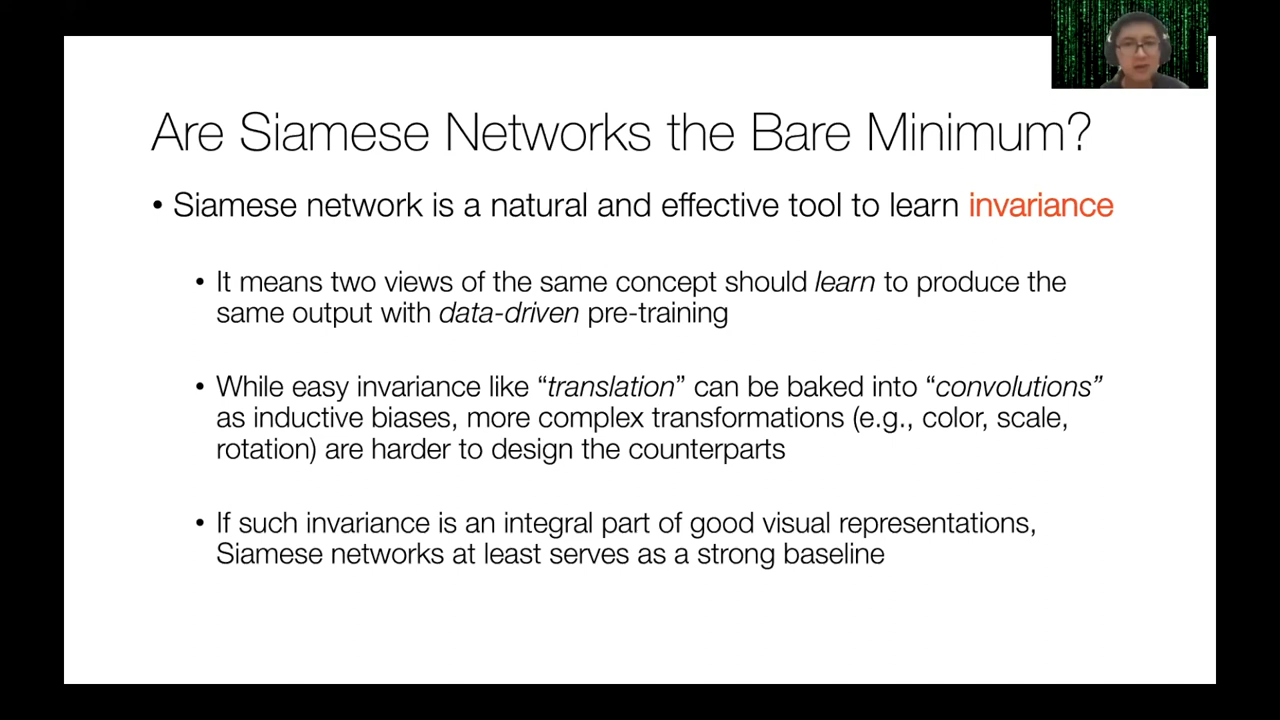 Are Siamese Networks the Bare Minimum?
• Siamese network is a natural and effective tool to learn invariance
• It means two views of the same concept should learn to produce the
same output with data-driven pre-training
• While easy invariance like “translation” can be baked into “convolutions”
as inductive biases, more complex transformations (e.g., color, scale,
rotation) are harder to design the counterparts
• If such invariance is an integral part of good visual representations,
Siamese networks at least serves as a strong baseline